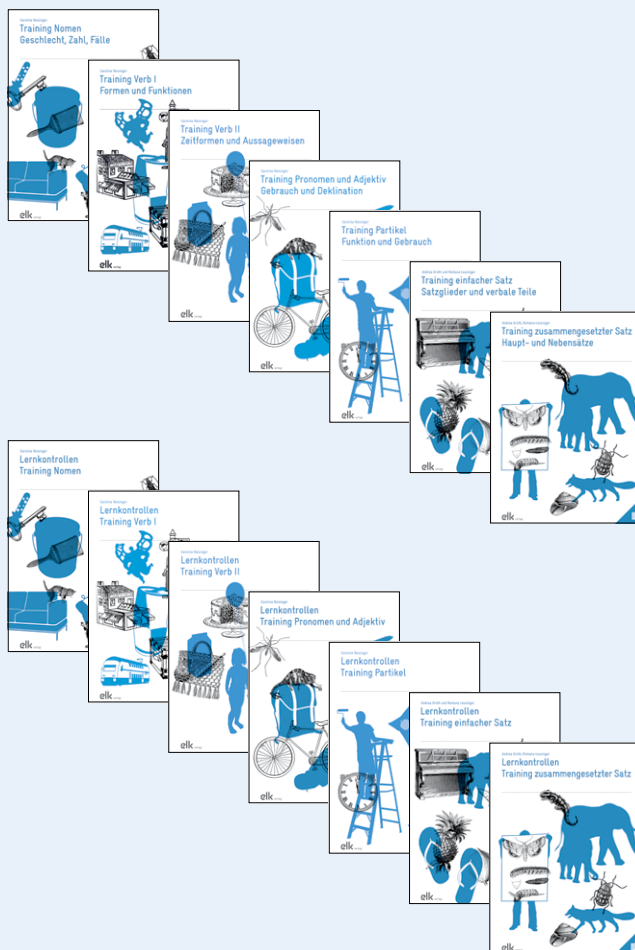 Training Nomen
Geschlecht, Zahl, Fälle
elk
Training Verb I
Formen und Funktionen
elk
Training Verb II
Zeitformen und Aussageweisen
elk
Training Pronomen und Adjektiv
Gebrauch und Deklination
elk
Training Partikel
Funktion und Gebrauch
elk
Training einfacher Satz
Satzglieder und verbale Teile
elk
Training zusammengesetzter Satz
Haupt- und Nebensätze
elk
Lernkontrollen
Training Nomen
elk
Lernkontrollen
Training Verb I
elk
Lernkontrollen
Training Verb II
elk
Lernkontrollen
Training Pronomen und Adjektiv
elk
Lernkontrollen
Training Partikel
elk
Lernkontrollen
Training einfacher Satz
elk
Lernkontrollen
Training zusammengesetzter Satz
elk